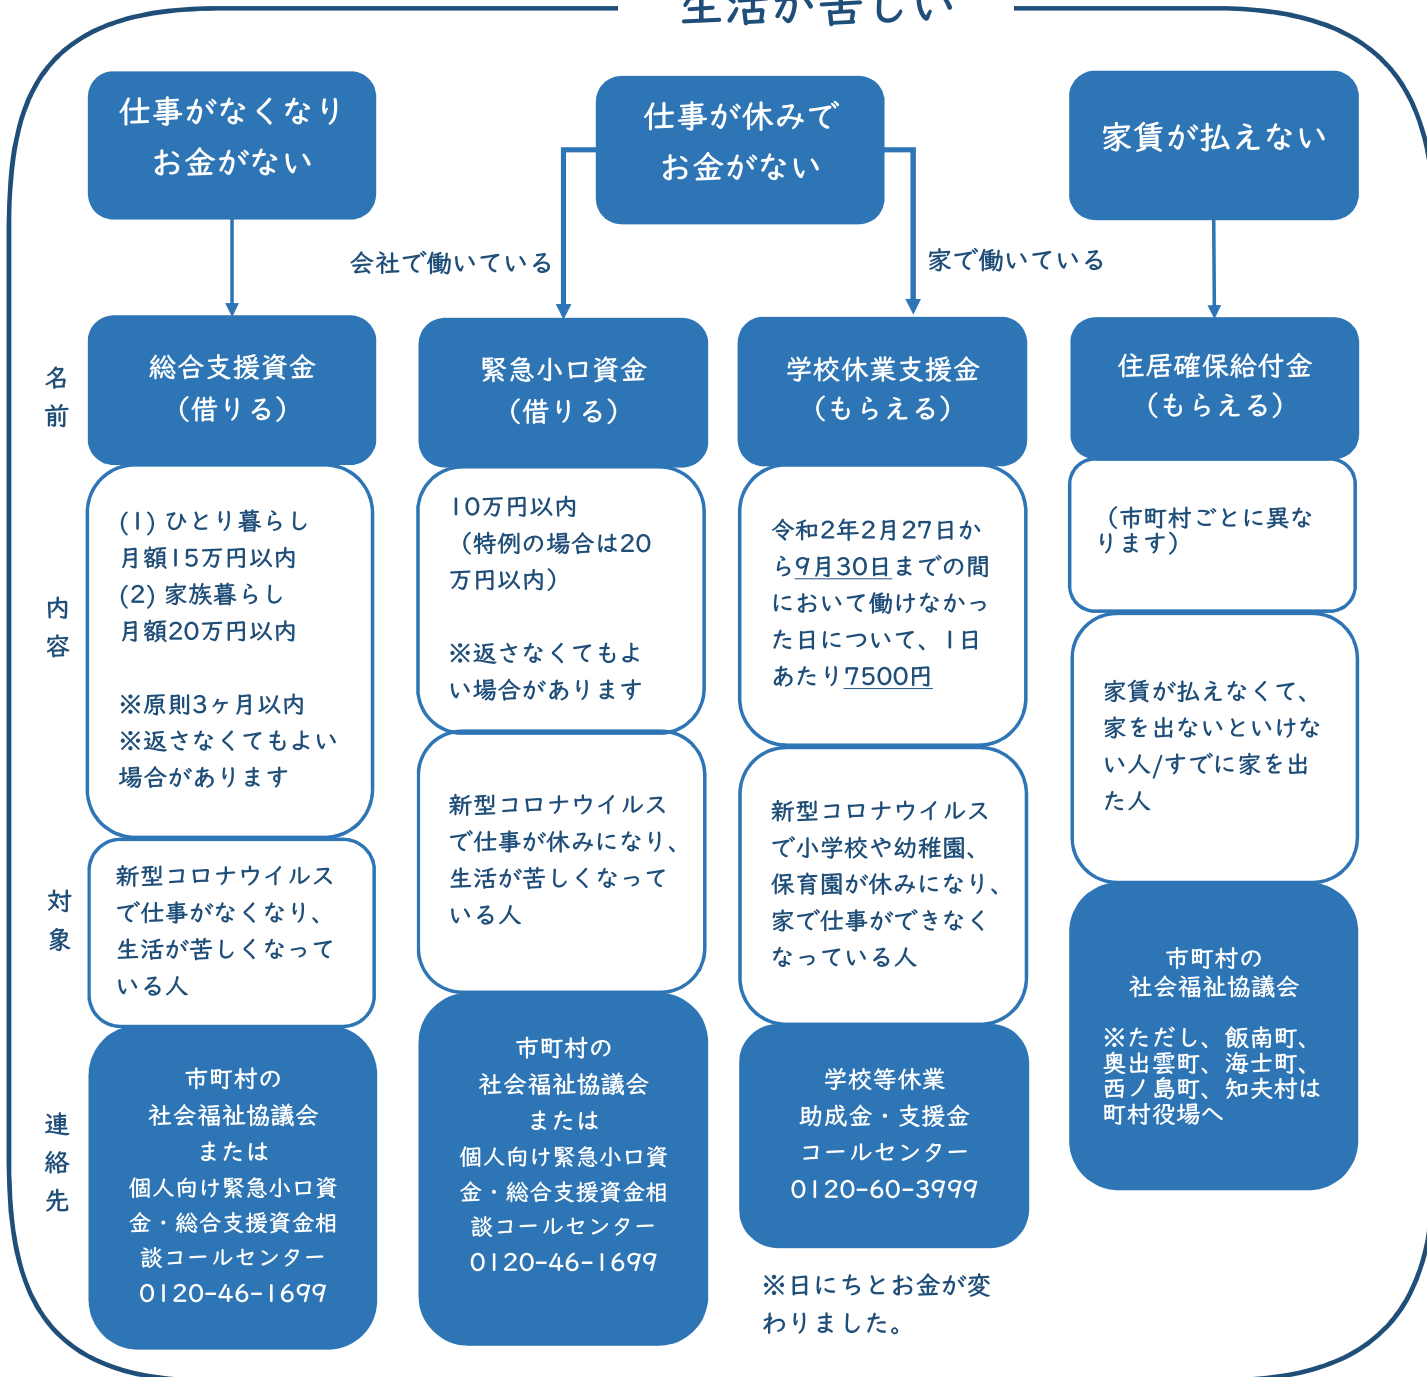 生活が苦しい
仕事がなくなり
お金がない
仕事が休みで
お金がない
家賃が払えない
会社で働いている
家で働いている
名
前
総合支援資金
（借りる）
緊急小口資金
（借りる）
学校休業支援金
（もらえる）
住居確保給付金
（もらえる）
内
容
(1) ひとり暮らし
月額15万円以内
(2) 家族暮らし
月額20万円以内
※原則3ヶ月以内
※返さなくてもよい
場合があります
10万円以内
（特例の場合は20
万円以内）
※返さなくてもよ
い場合があります
令和2年2月27日か
ら9月30日までの間
において働けなかっ
た日について、1日
あたり7500円
（市町村ごとに異な
ります）
対
象
新型コロナウイルス
で仕事がなくなり、
生活が苦しくなって
いる人
新型コロナウイルス
で仕事が休みになり、
生活が苦しくなって
いる人
新型コロナウイルス
で小学校や幼稚園、
保育園が休みになり、
家で仕事ができなく
なっている人
家賃が払えなくて、
家を出ないといけな
い人/すでに家を出
た人
連
絡
先
市町村の
社会福祉協議会
または
個人向け緊急小口資
金・総合支援資金相
談コールセンター
0120-46-1699
市町村の
社会福祉協議会
または
個人向け緊急小口資
金・総合支援資金相
談コールセンター
0120-46-1699
学校等休業
助成金・支援金
コールセンター
0120-60-3999
※日にちとお金が変
わりました。
市町村の
社会福祉協議会
※ただし、飯南町、
奥出雲町、海士町、
西ノ島町、知夫村は
町村役場へ